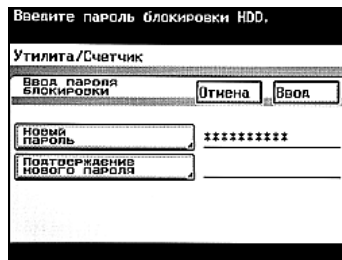 Введите пароль блокировки HDD.
Утилита/Счетчик
Ввод пароля
блокировки
Отмена
Ввод
Новый
пароль
**********
Подтверждение
нового пароля